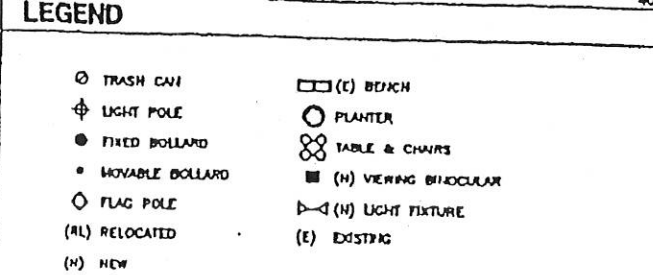 LEGEND
TRASH CAN
LIGHT POLE
FIXED BOLLARD
MOVABLE BOLLARD
FLAG POLE
(RL) RELOCATED
(N) NEW
(E) BENCH
PLANTER
TABLE & CHAIRS
(N) VIEWING BINOCULAR
(N) LIGHT FIXTURE
(E) EXISTING